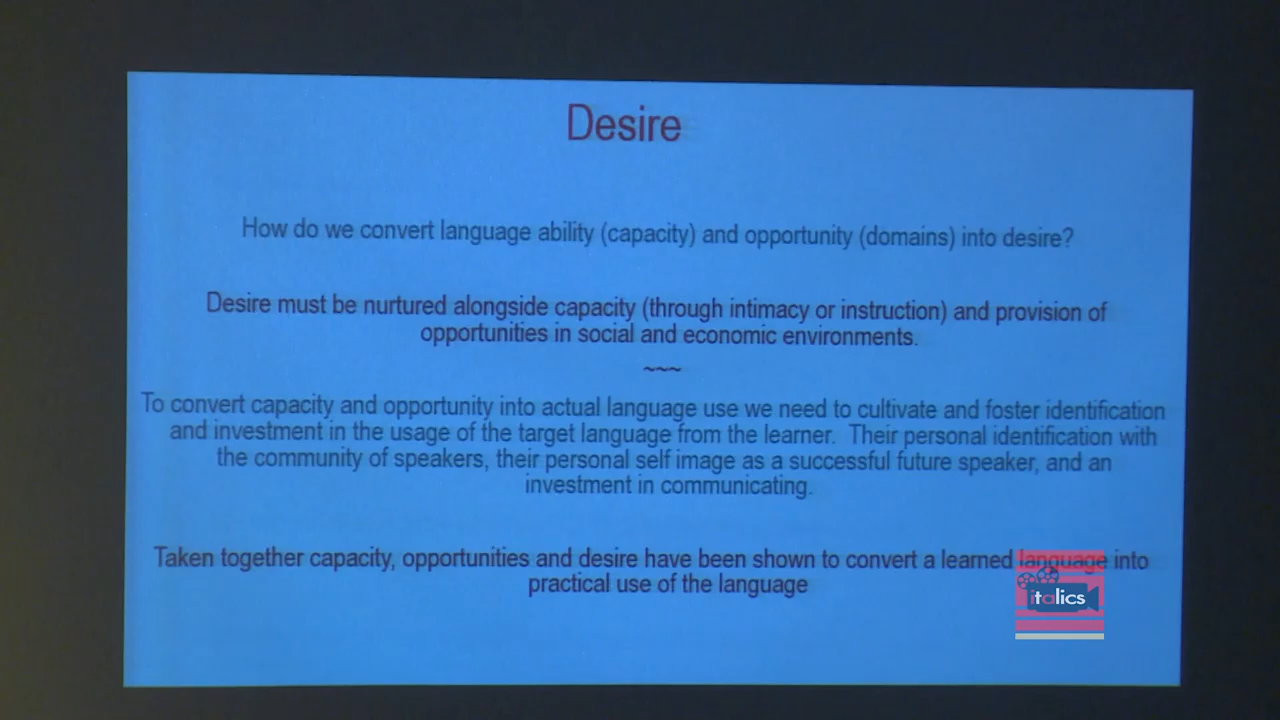 Desire
How do we convert language ability (capacity) and opportunity (domains) into desire?
Desire must be nurtured alongside capacity (through intimacy or instruction) and provision of
opportunities in social and economic environments.
~~~
To convert capacity and opportunity into actual language use we need to cultivate and foster identification
and investment in the usage of the target language from the learner. Their personal identification with
the community of speakers, their personal self image as a successful future speaker, and an
investment in communicating.
Taken together capacity, opportunities and desire have been shown to convert a learned language into
practical use of the language
italics